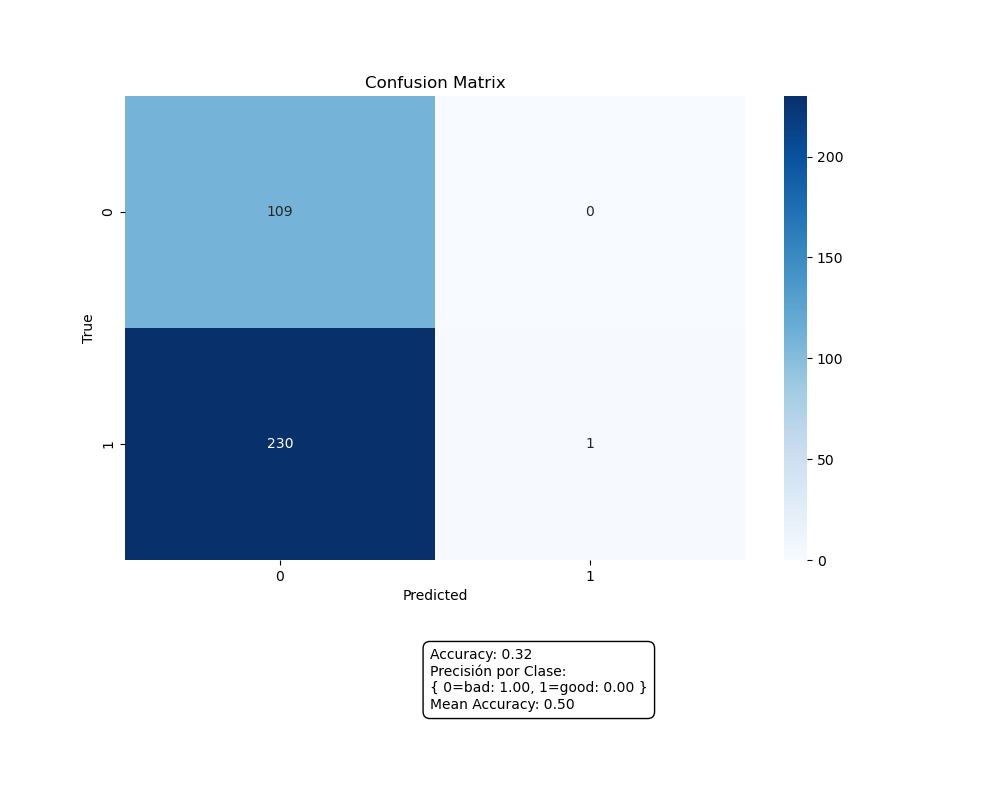 Confusion Matrix
109
0
230
1
0
1
True
0
1
Predicted
200
150
100
50
0
Accuracy: 0.32
Precisión por Clase:
{ 0=bad: 1.00, 1=good: 0.00 }
Mean Accuracy: 0.50